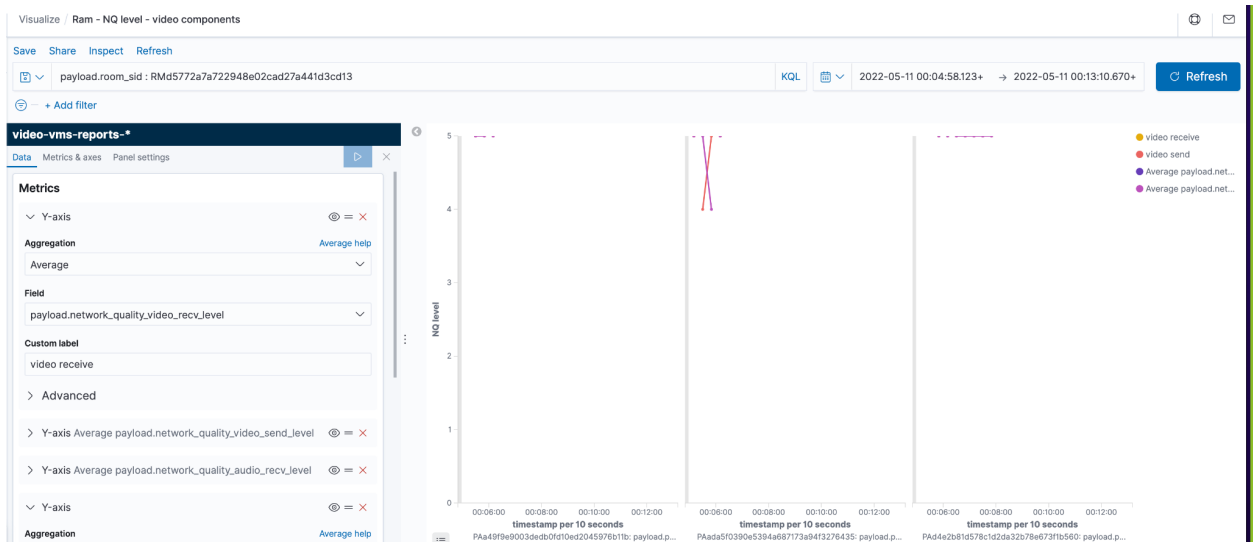 Visualize / Ram - NQ level - video components
Save Share Inspect Refresh
payload.room_sid : RMd5772a7a722948e02cad27a441d3cd13
KQL
2022-05-11 00:04:58.123+ → 2022-05-11 00:13:10.670+
Refresh
+ Add filter
video-vms-reports-*
Data Metrics & axes Panel settings
Metrics
Y-axis
Aggregation Average help
Average
Field
payload.network_quality_video_recv_level
Custom label
video receive
Advanced
Y-axis Average payload.network_quality_video_send_level
Y-axis Average payload.network_quality_audio_recv_level
Y-axis
Aggregation Average help
NQ level
5
4
3
2
1
0
00:06:00 00:08:00 00:10:00 00:12:00
timestamp per 10 seconds
PAa49f9e9003dedb0fd10ed2045976b11b: payload.p...
00:06:00 00:08:00 00:10:00 00:12:00
timestamp per 10 seconds
PAada5f0390e5394a687173a94f3276435: payload.p...
00:06:00 00:08:00 00:10:00 00:12:00
timestamp per 10 seconds
PAd4e2b81d578c1d2da32b78e673f1b560: payload.p...
video receive
video send
Average payload.net...
Average payload.net...